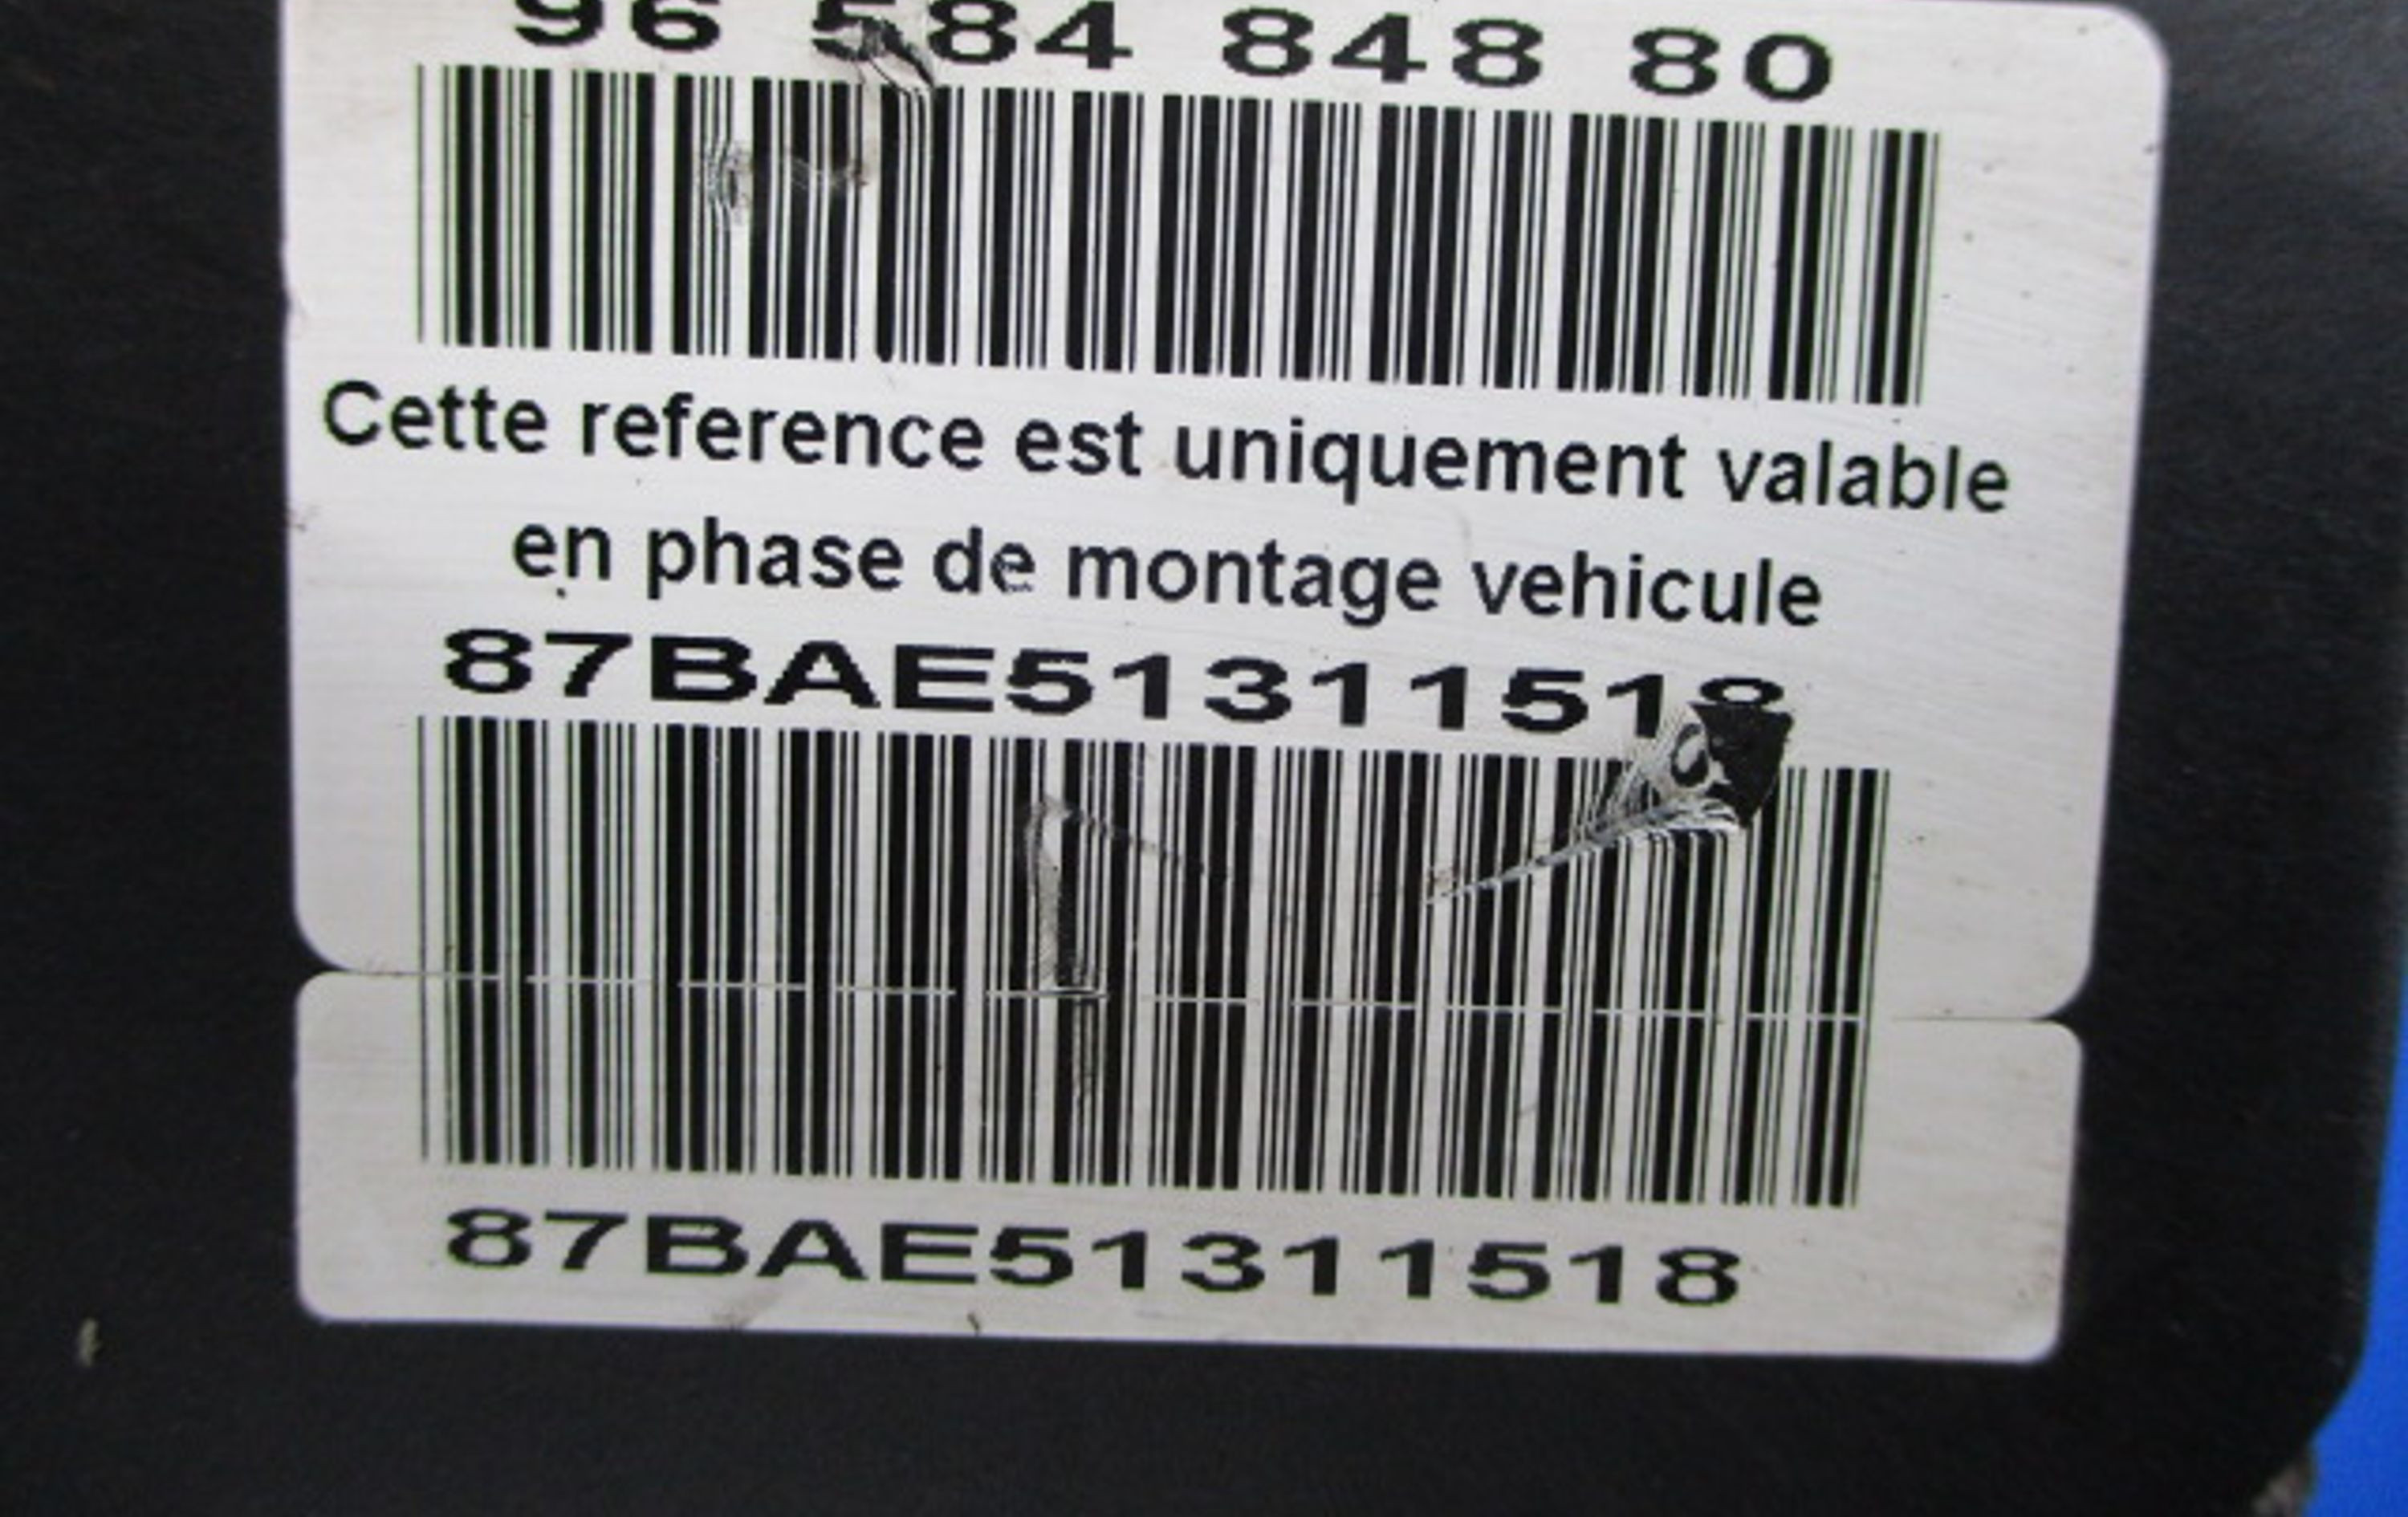 96 584 848 80
Cette reference est uniquement valable
en phase de montage vehicule
87BAE51311518
87BAE51311518